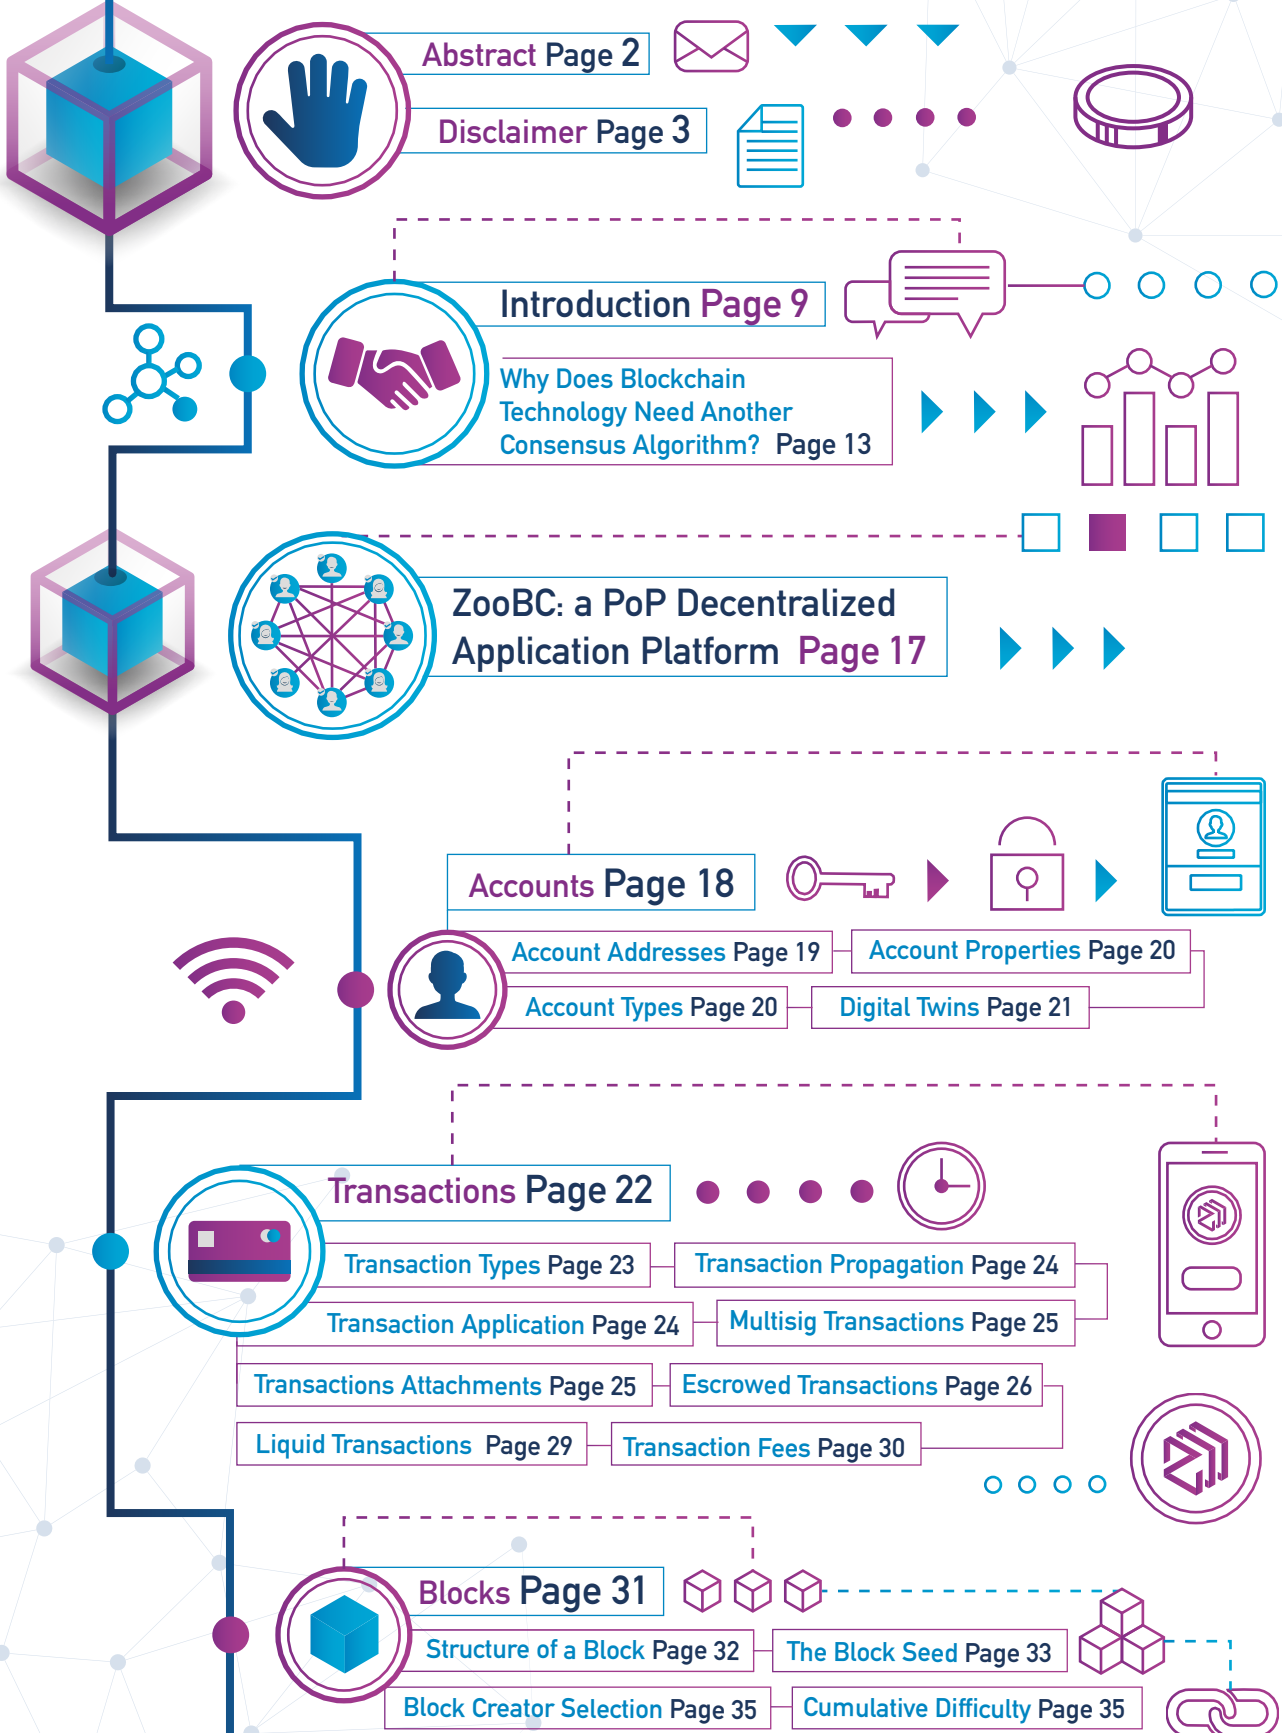 Abstract Page 2
Disclaimer Page 3
Introduction Page 9
Why Does Blockchain
Technology Need Another
Consensus Algorithm? Page 13
ZooBC: a PoP Decentralized
Application Platform Page 17
Accounts Page 18
Account Addresses Page 19
Account Properties Page 20
Account Types Page 20
Digital Twins Page 21
Transactions Page 22
Transaction Types Page 23
Transaction Propagation Page 24
Transaction Application Page 24
Multisig Transactions Page 25
Transactions Attachments Page 25
Escrowed Transactions Page 26
Liquid Transactions Page 29
Transaction Fees Page 30
Blocks Page 31
Structure of a Block Page 32
The Block Seed Page 33
Block Creator Selection Page 35
Cumulative Difficulty Page 35